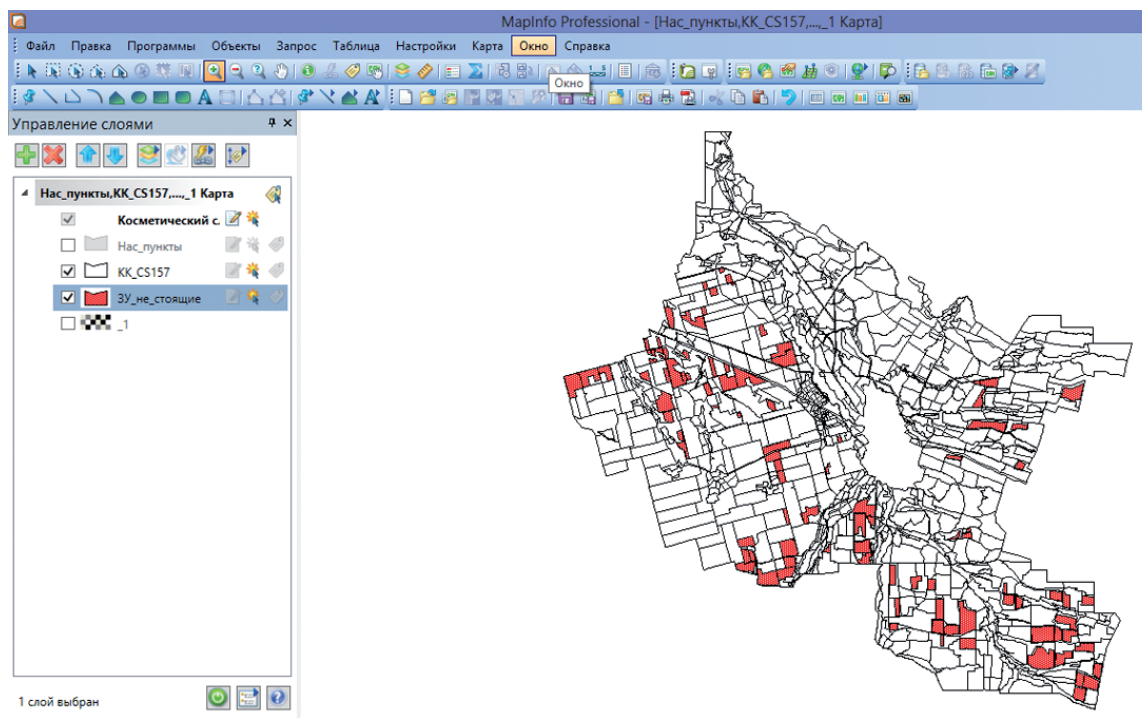 MapInfo Professional - [Нас_пункты,КК_CS157,...,_1 Карта]
Файл Правка Программы Объекты Запрос Таблица Настройки Карта Окно Справка
Окно
Управление слоями
Нас_пункты,КК_CS157,...,_1 Карта
Косметический с.
Нас_пункты
КК_CS157
ЗУ_не_стоящие
_1
1 слой выбран